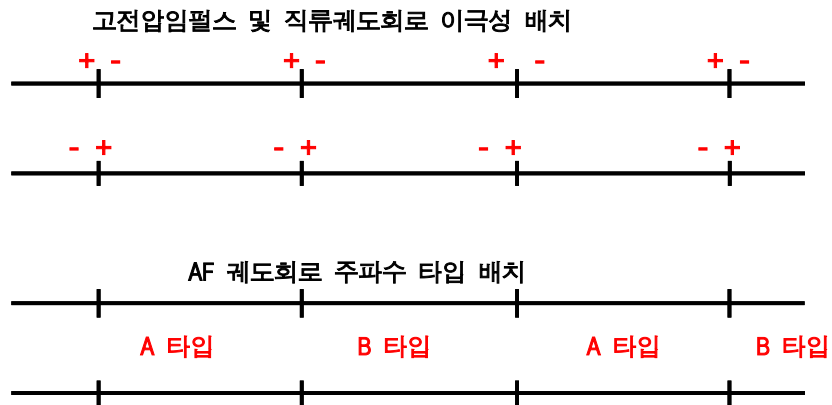 고전압임펄스 및 직류궤도회로 이극성 배치
+ - + - + - + -
- + - + - + - +
AF 궤도회로 주파수 타입 배치
A 타입 B 타입 A 타입 B 타입